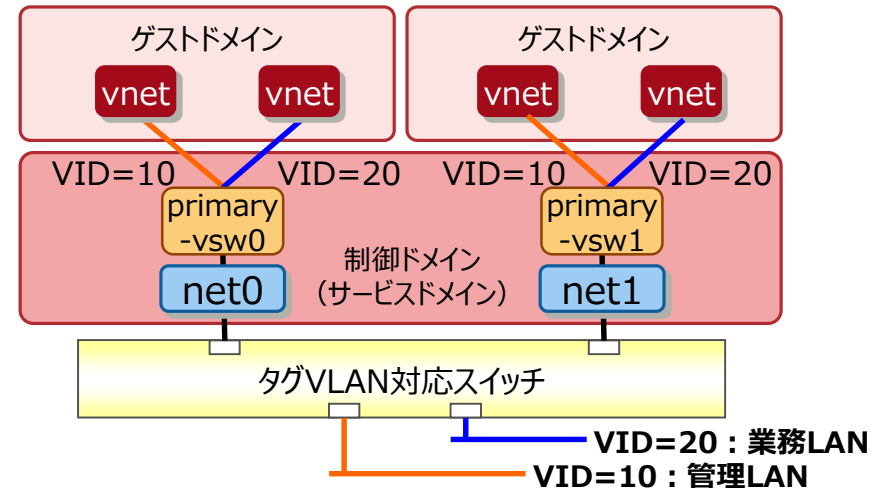 ゲストドメイン
ゲストドメイン
vnet
vnet
vnet
vnet
VID=10
VID=20
VID=10
VID=20
primary
-vsw0
primary
-vsw1
制御ドメイン
（サービスドメイン）
net0
net1
タグVLAN対応スイッチ
VID=20：業務LAN
VID=10：管理LAN